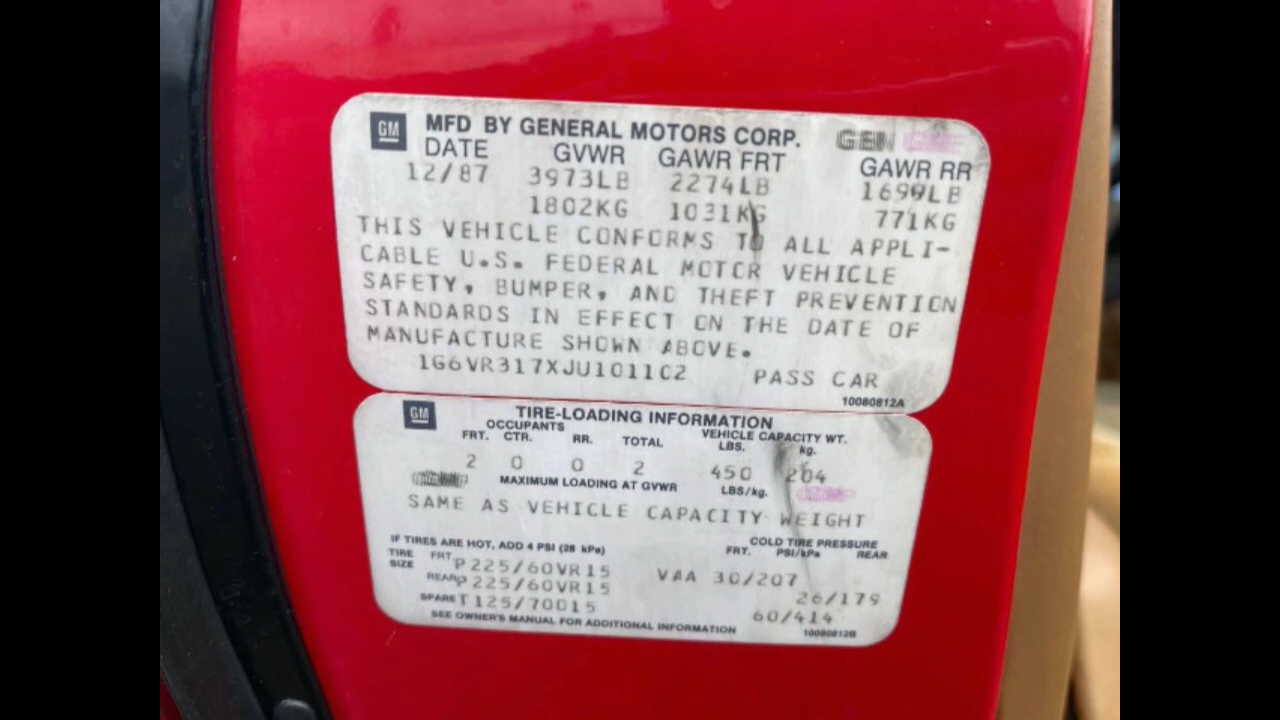 GM MFD BY GENERAL MOTORS CORP.
DATE GVWR GAWR FRT GAWR RR
12/87 3973LB 2274LB 1699LB
1802KG 1031KG 771KG
THIS VEHICLE CONFORMS TO ALL APPLI-
CABLE U.S. FEDERAL MOTOR VEHICLE
SAFETY, BUMPER, AND THEFT PREVENTION
STANDARDS IN EFFECT ON THE DATE OF
MANUFACTURE SHOWN ABOVE.
1G6VR317XJU101102 PASS CAR
10080812A
GM TIRE-LOADING INFORMATION
OCCUPANTS VEHICLE CAPACITY WT.
FRT. CTR. RR. TOTAL LBS. kg.
2 0 0 2 450 204
MAXIMUM LOADING AT GVWR LBS/kg.
SAME AS VEHICLE CAPACITY WEIGHT
IF TIRES ARE HOT, ADD 4 PSI (28 kPa) COLD TIRE PRESSURE
TIRE SIZE FRT. PSI/kPa REAR
FRT P225/60VR15 VAA 30/207
REAR P225/60VR15 26/179
SPARE T125/70D15 60/414
SEE OWNER'S MANUAL FOR ADDITIONAL INFORMATION 10080812B